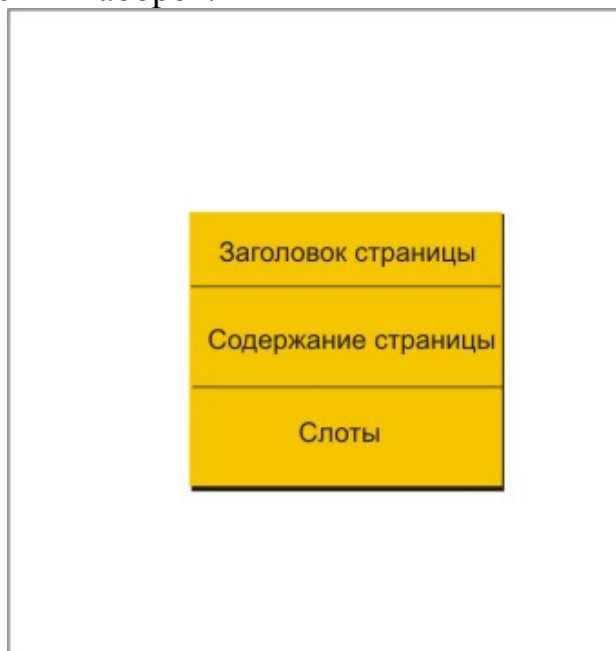 Заголовок страницы
Содержание страницы
Слоты